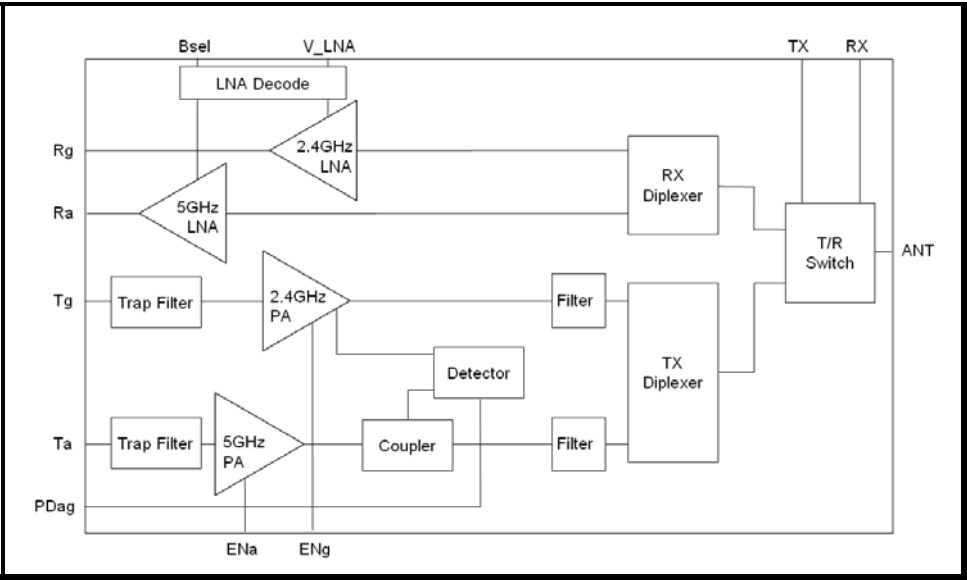 Bsel
V_LNA
TX
RX
LNA Decode
Rg
2.4GHz
LNA
RX
Diplexer
Ra
5GHz
LNA
T/R
Switch
ANT
Tg
Trap Filter
2.4GHz
PA
Filter
TX
Diplexer
Detector
Ta
Trap Filter
5GHz
PA
Coupler
Filter
PDag
ENa
ENg